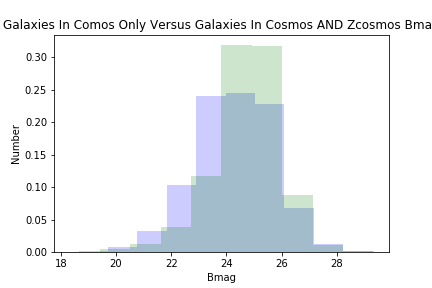 Galaxies In Comos Only Versus Galaxies In Cosmos AND Zcosmos Bma
0.30
0.25
0.20
0.15
0.10
0.05
0.00
Number
18 20 22 24 26 28
Bmag